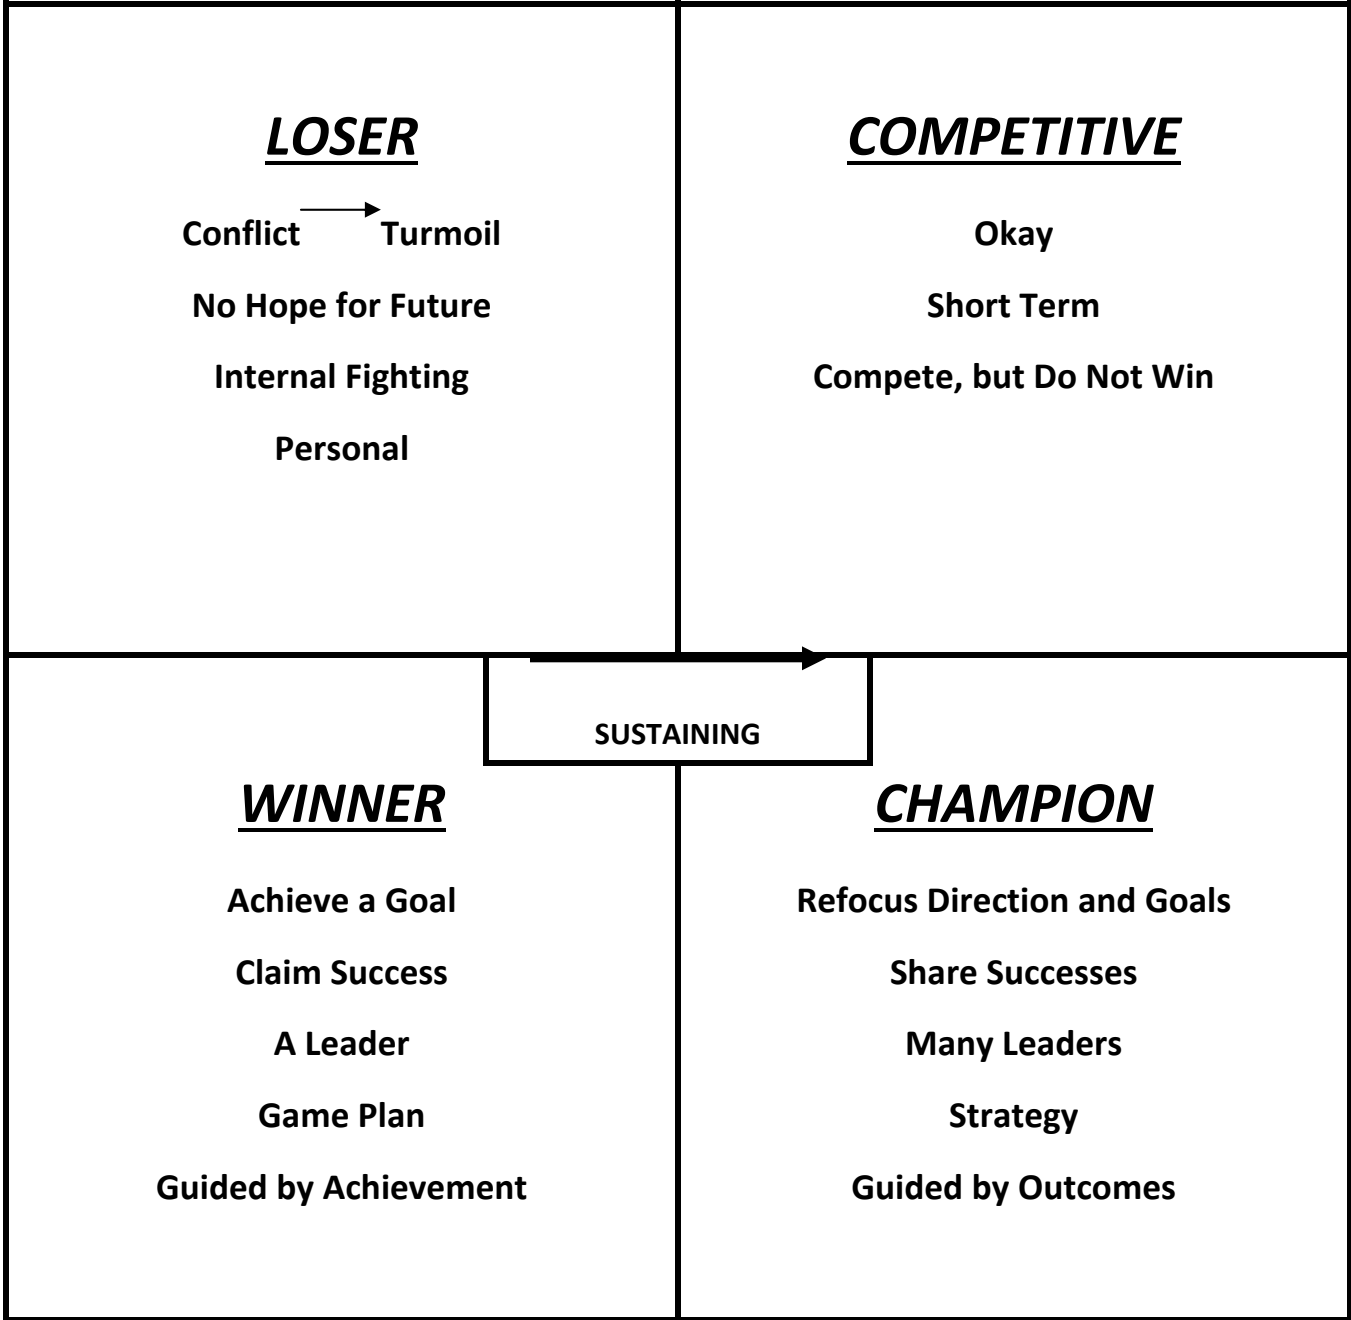 LOSER
Conflict Turmoil
No Hope for Future
Internal Fighting
Personal
COMPETITIVE
Okay
Short Term
Compete, but Do Not Win
SUSTAINING
WINNER
Achieve a Goal
Claim Success
A Leader
Game Plan
Guided by Achievement
CHAMPION
Refocus Direction and Goals
Share Successes
Many Leaders
Strategy
Guided by Outcomes